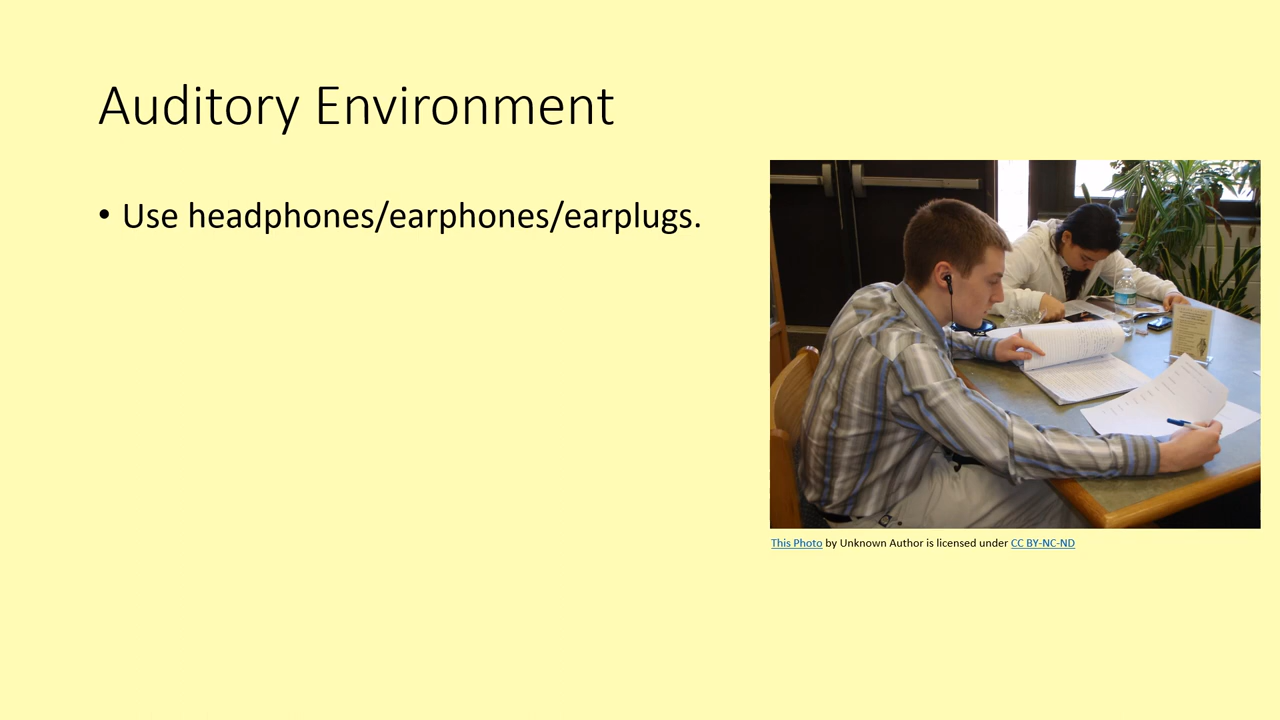 Auditory Environment
• Use headphones/earphones/earplugs.
This Photo by Unknown Author is licensed under CC BY-NC-ND